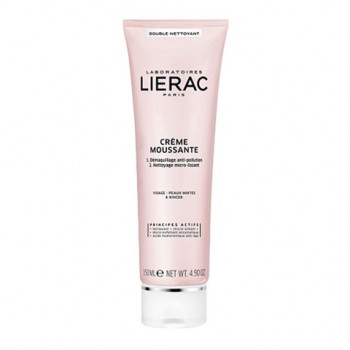 DOUBLE NETTOYANT
LABORATOIRES
LIERAC
PARIS
CRÈME
MOUSSANTE
1. Démaquillage anti-pollution
2. Nettoyage micro-lissant
VISAGE - PEAUX MIXTES
À RINCER
PRINCIPES ACTIFS
150 ML e NET WT. 4.90 OZ